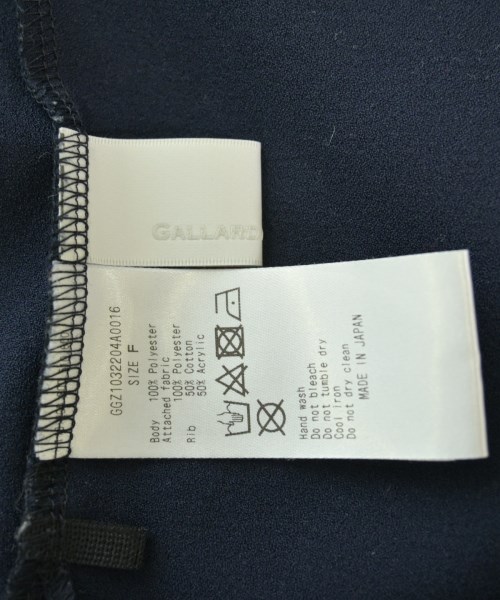 GALLARD
GGZ1032204A0016
SIZE F
Body 100% Polyester
Attached fabric
100% Polyester
Rib 50% Cotton
50% Acrylic
Hand wash
Do not bleach
Do not tumble dry
Cool iron
Do not dry clean
MADE IN JAPAN